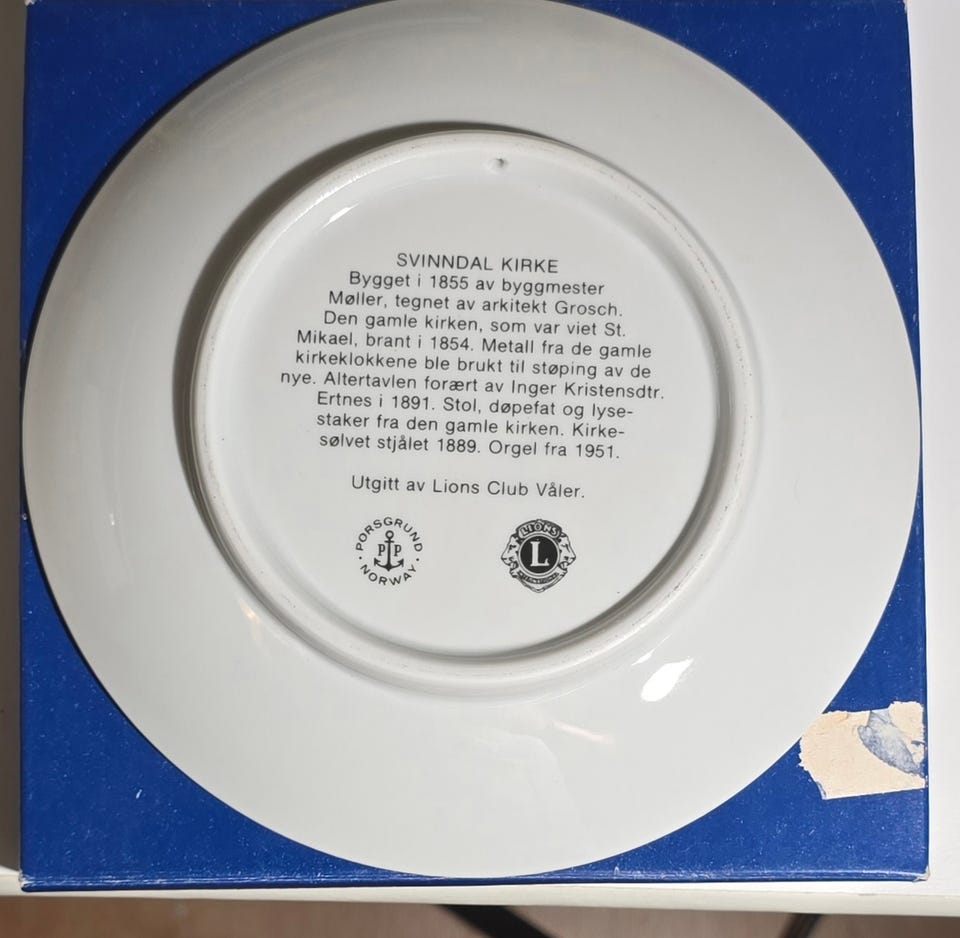 SVINNDAL KIRKE
Bygget i 1855 av byggmester
Møller, tegnet av arkitekt Grosch.
Den gamle kirken, som var viet St.
Mikael, brant i 1854. Metall fra de gamle
kirkeklokkene ble brukt til støping av de
nye. Altertavlen forært av Inger Kristensdtr.
Ertnes i 1891. Stol, døpefat og lyse-
staker fra den gamle kirken. Kirke-
sølvet stjålet 1889. Orgel fra 1951.
Utgitt av Lions Club Våler.
PORSGRUND
PP
NORWAY
LIONS
L
INTERNATIONAL